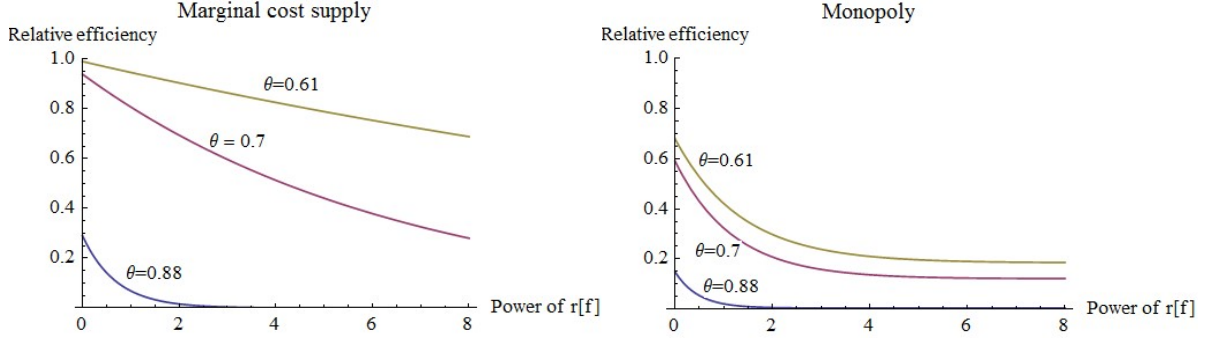 Marginal cost supply
Relative efficiency
1.0
θ=0.61
0.8
θ = 0.7
0.6
0.4
0.2
θ=0.88
Power of r[f]
0 2 4 6 8
Monopoly
Relative efficiency
1.0
0.8
0.6
θ=0.61
0.4
θ=0.7
0.2
θ=0.88
Power of r[f]
0 2 4 6 8